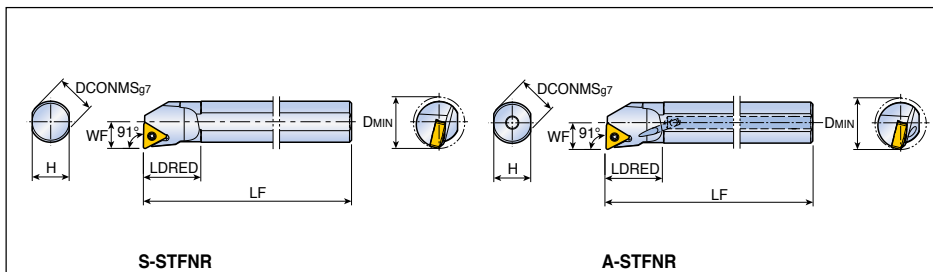 DCONMSg7
WF
91°
H
LDRED
LF
DMIN
S-STFNR
DCONMSg7
WF
91°
H
LDRED
LF
DMIN
A-STFNR